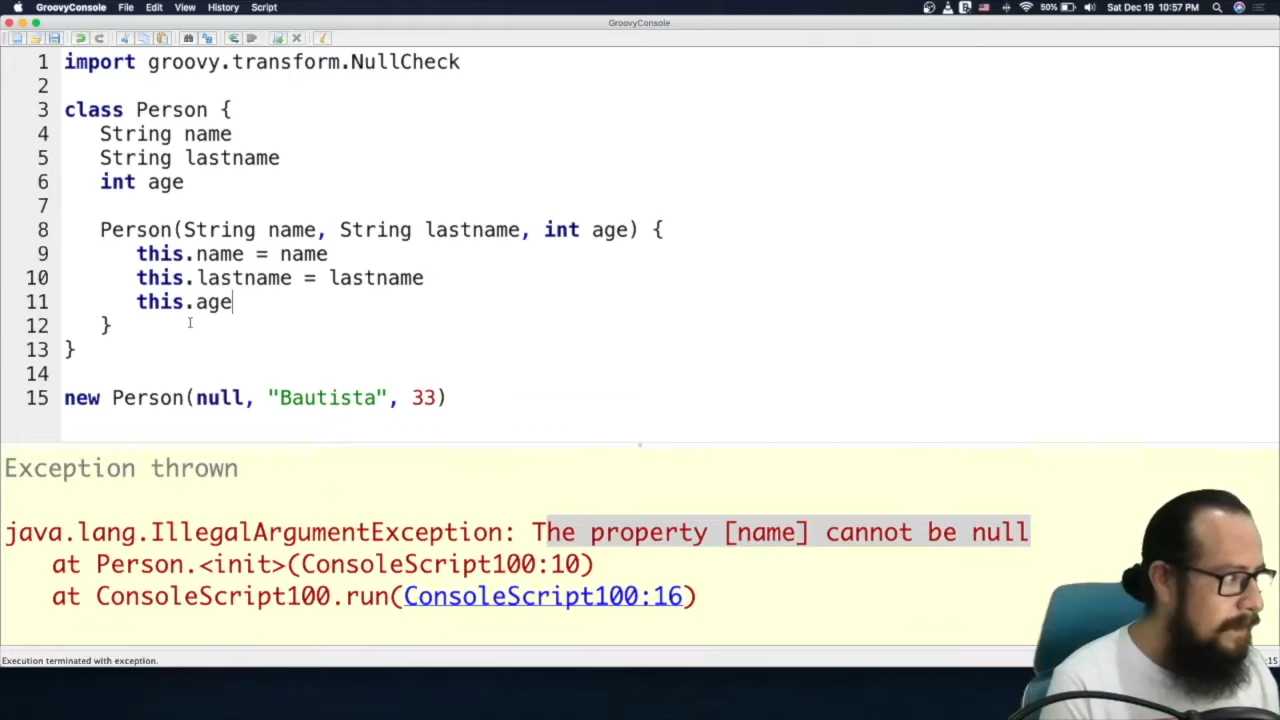 GroovyConsole File Edit View History Script 50% Sat Dec 19 10:57 PM
GroovyConsole
1 import groovy.transform.NullCheck
2
3 class Person {
4 String name
5 String lastname
6 int age
7
8 Person(String name, String lastname, int age) {
9 this.name = name
10 this.lastname = lastname
11 this.age
12 }
13 }
14
15 new Person(null, "Bautista", 33)
Exception thrown
java.lang.IllegalArgumentException: The property [name] cannot be null
at Person.<init>(ConsoleScript100:10)
at ConsoleScript100.run(ConsoleScript100:16)
Execution terminated with exception.